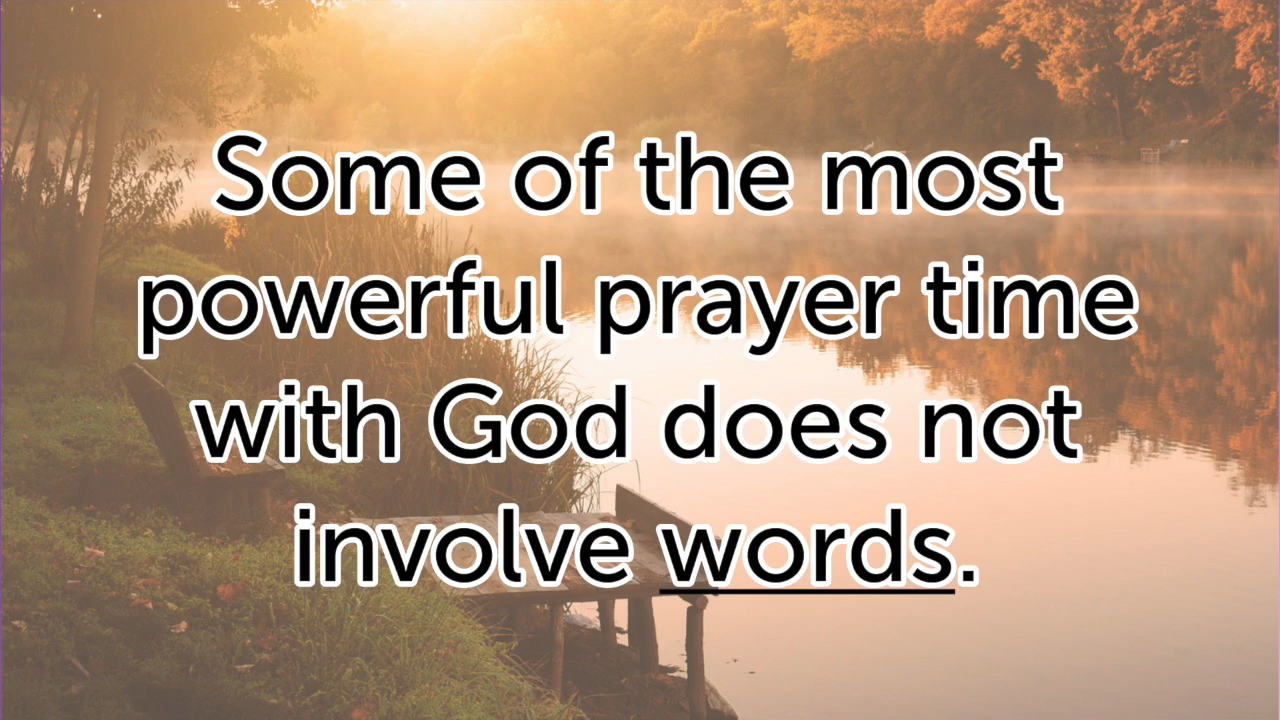 Some of the most
powerful prayer time
with God does not
involve words.